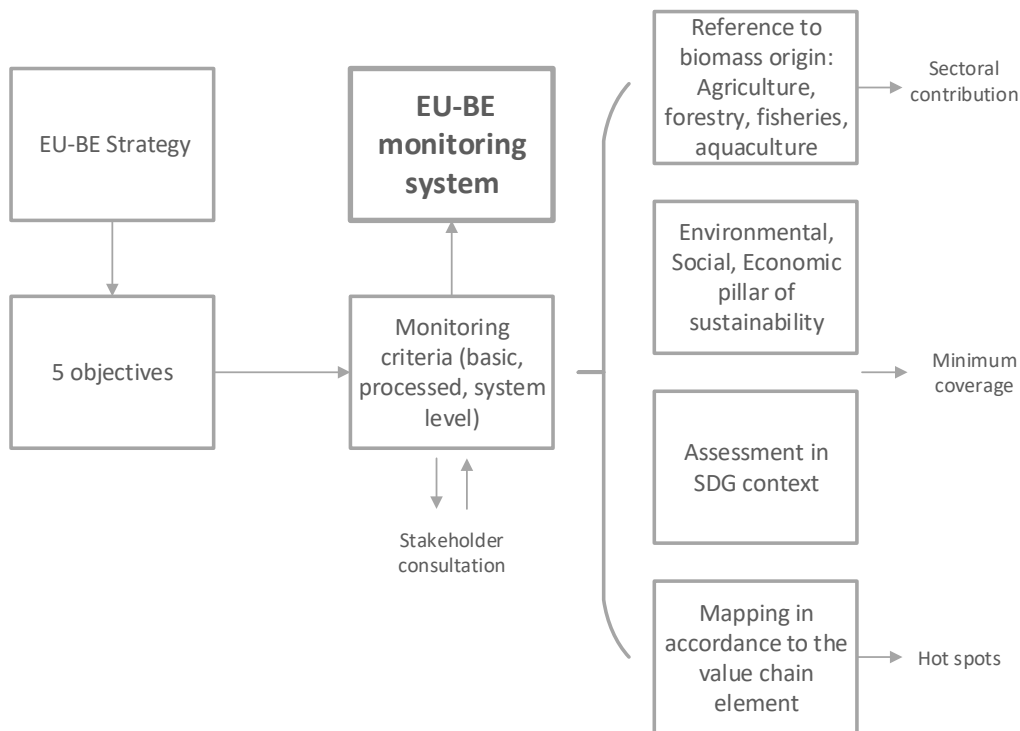 EU-BE Strategy
5 objectives
EU-BE
monitoring
system
Monitoring
criteria (basic,
processed, system
level)
Stakeholder
consultation
Reference to
biomass origin:
Agriculture,
forestry, fisheries,
aquaculture
Sectoral
contribution
Environmental,
Social, Economic
pillar of
sustainability
Minimum
coverage
Assessment in
SDG context
Mapping in
accordance to the
value chain
element
Hot spots